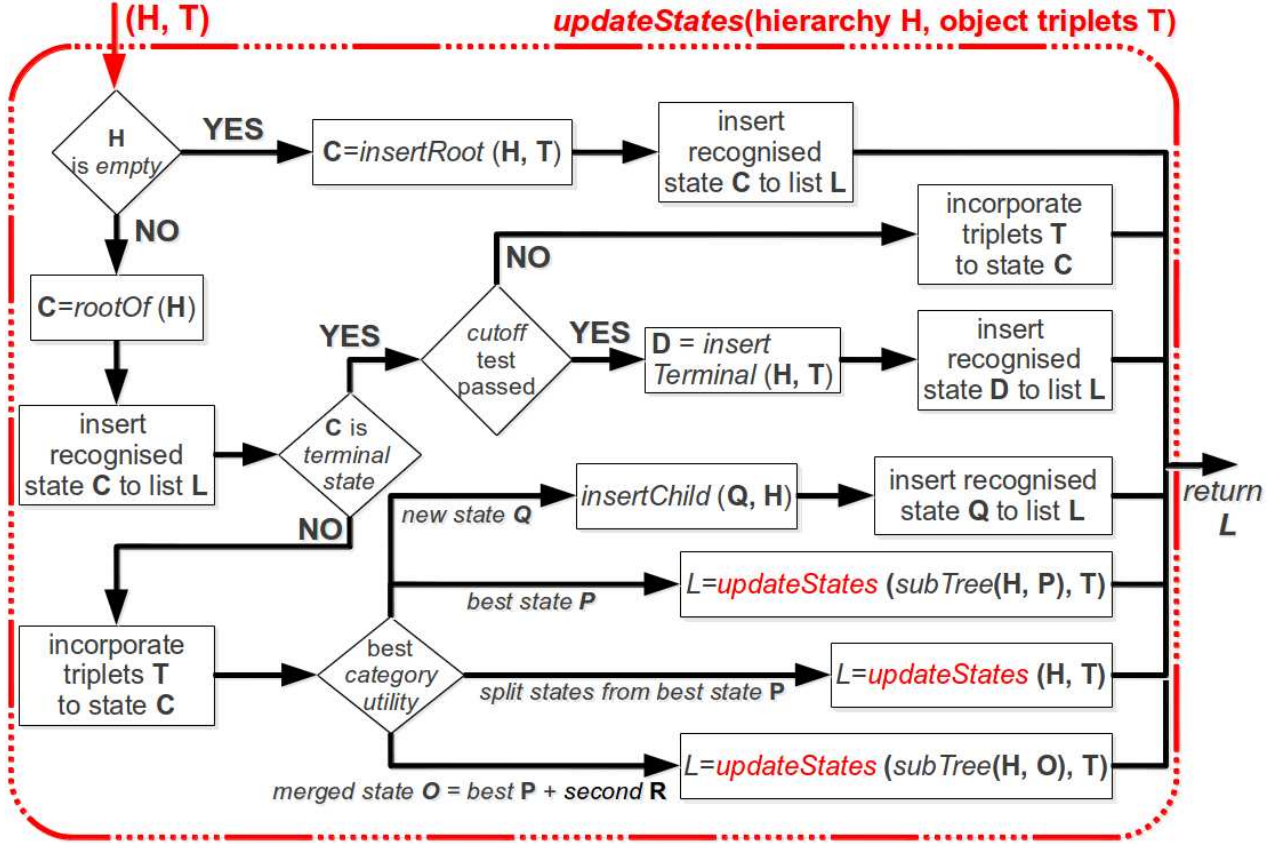 (H, T)
updateStates(hierarchy H, object triplets T)
H
is empty
YES
C=insertRoot (H, T)
insert
recognised
state C to list L
NO
C=rootOf (H)
insert
recognised
state C to list L
C is
terminal
state
YES
cutoff
test
passed
NO
incorporate
triplets T
to state C
YES
D = insert
Terminal (H, T)
insert
recognised
state D to list L
NO
incorporate
triplets T
to state C
best
category
utility
new state Q
insertChild (Q, H)
insert recognised
state Q to list L
best state P
L=updateStates (subTree(H, P), T)
split states from best state P
L=updateStates (H, T)
merged state O = best P + second R
L=updateStates (subTree(H, O), T)
return
L